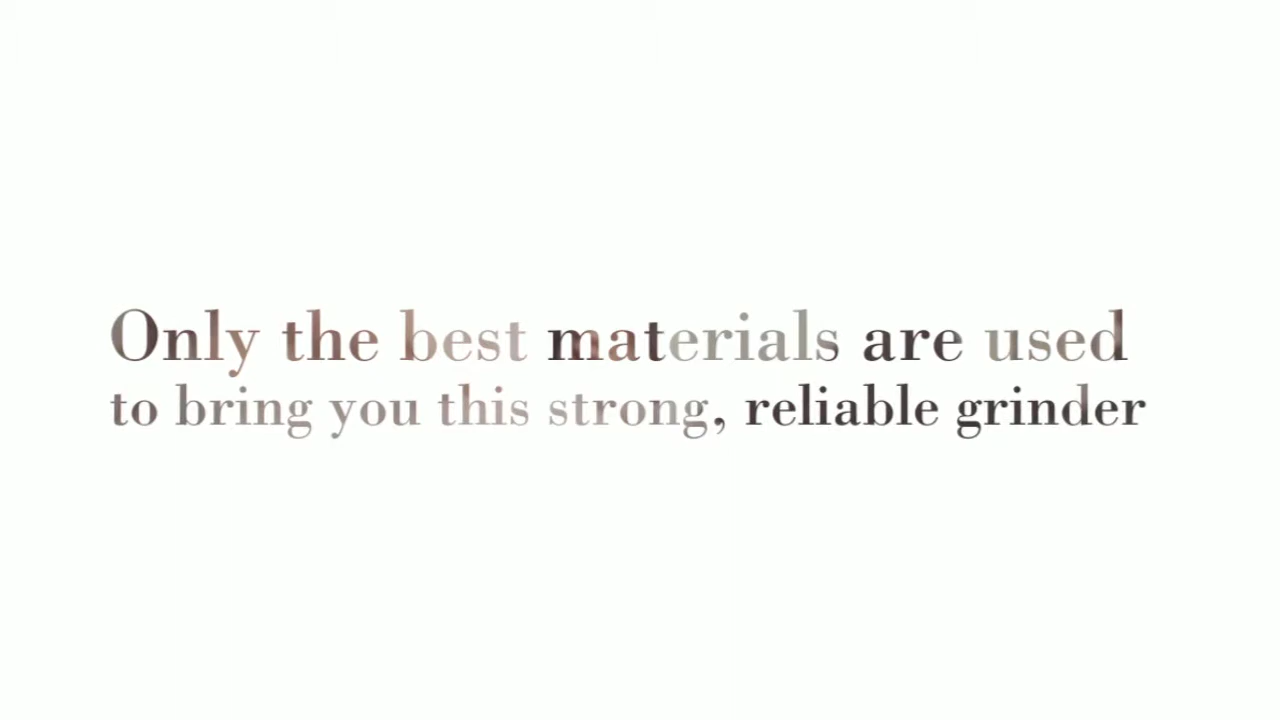 Only the best materials are used
to bring you this strong, reliable grinder